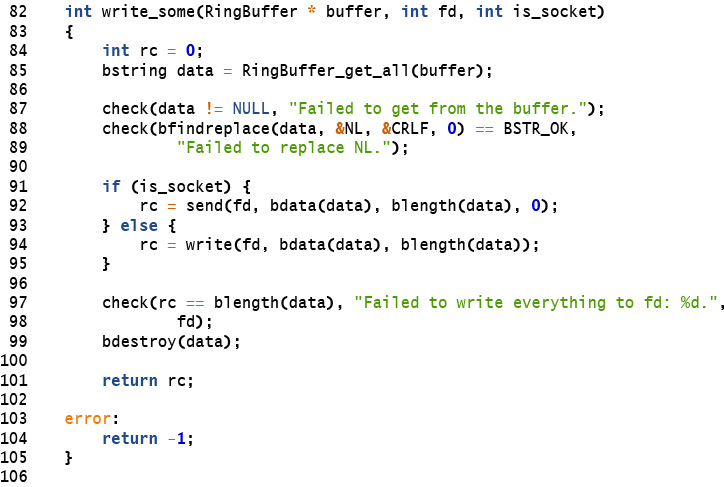 82 int write_some(RingBuffer * buffer, int fd, int is_socket)
83 {
84 int rc = 0;
85 bstring data = RingBuffer_get_all(buffer);
86
87 check(data != NULL, "Failed to get from the buffer.");
88 check(bfindreplace(data, &NL, &CRLF, 0) == BSTR_OK,
89 "Failed to replace NL.");
90
91 if (is_socket) {
92 rc = send(fd, bdata(data), blength(data), 0);
93 } else {
94 rc = write(fd, bdata(data), blength(data));
95 }
96
97 check(rc == blength(data), "Failed to write everything to fd: %d.",
98 fd);
99 bdestroy(data);
100
101 return rc;
102
103 error:
104 return -1;
105 }
106